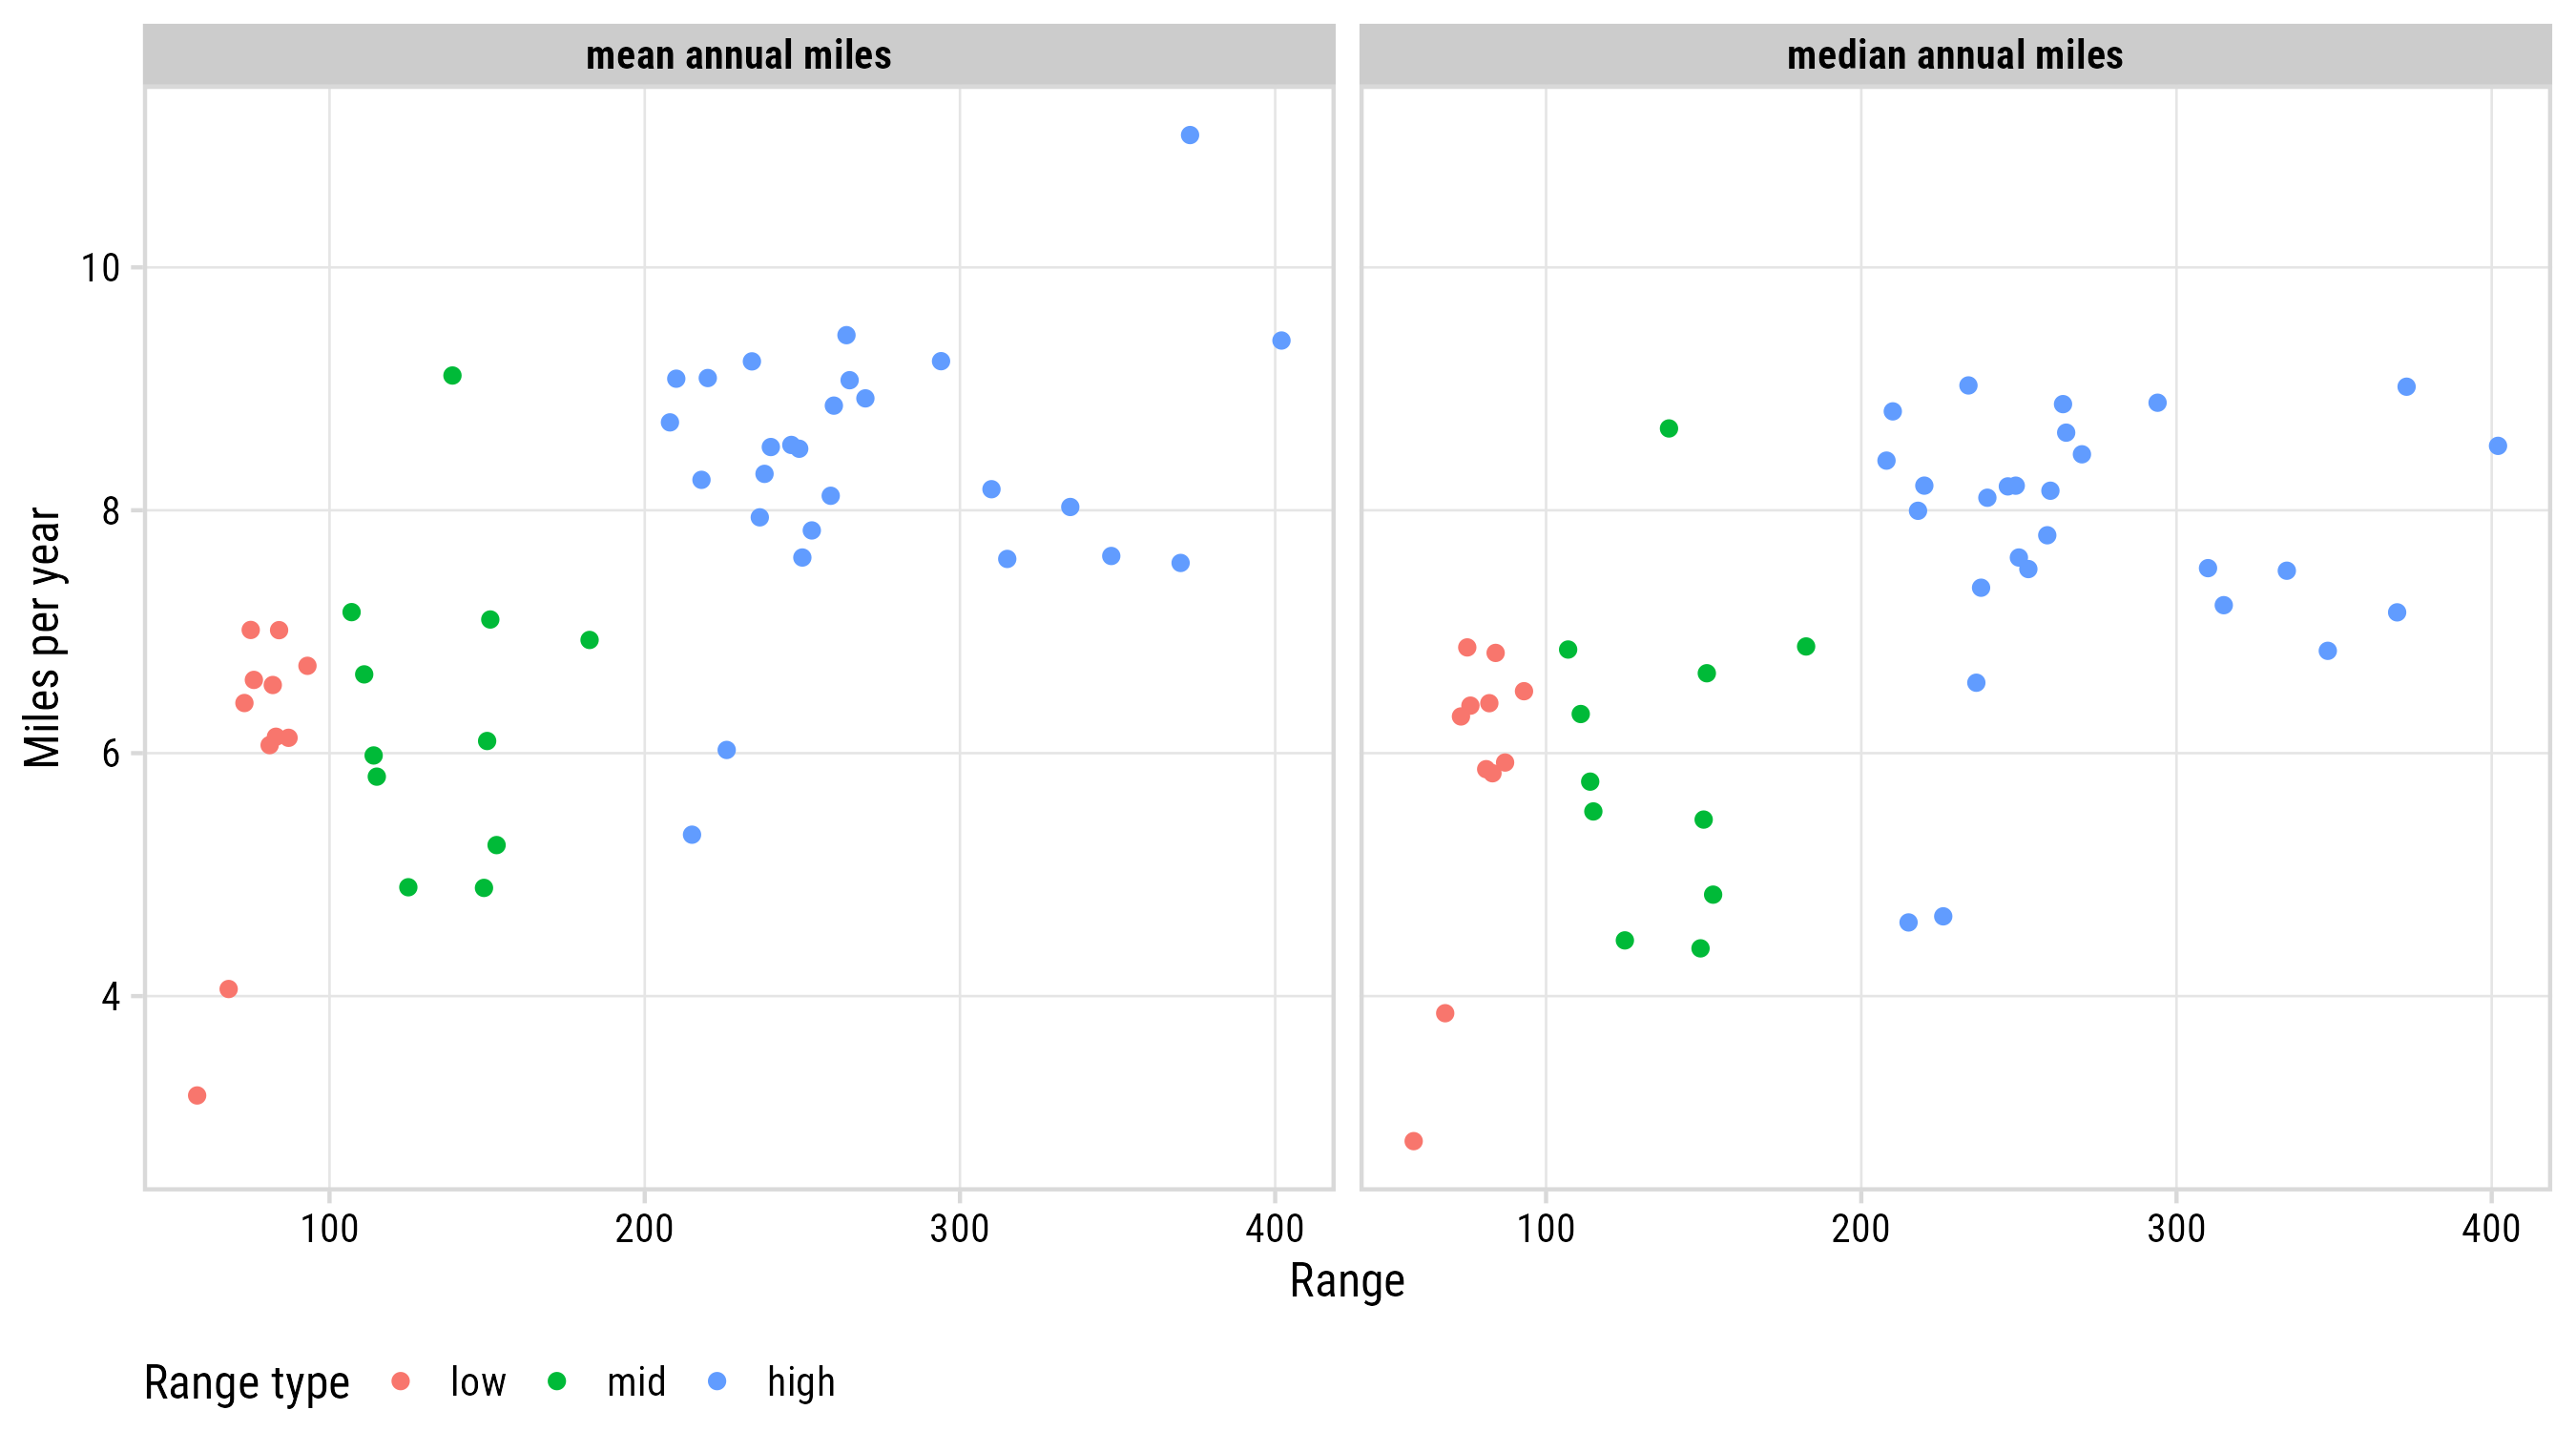 mean annual miles
median annual miles
Miles per year
10
8
6
4
100 200 300 400
100 200 300 400
Range
Range type low mid high